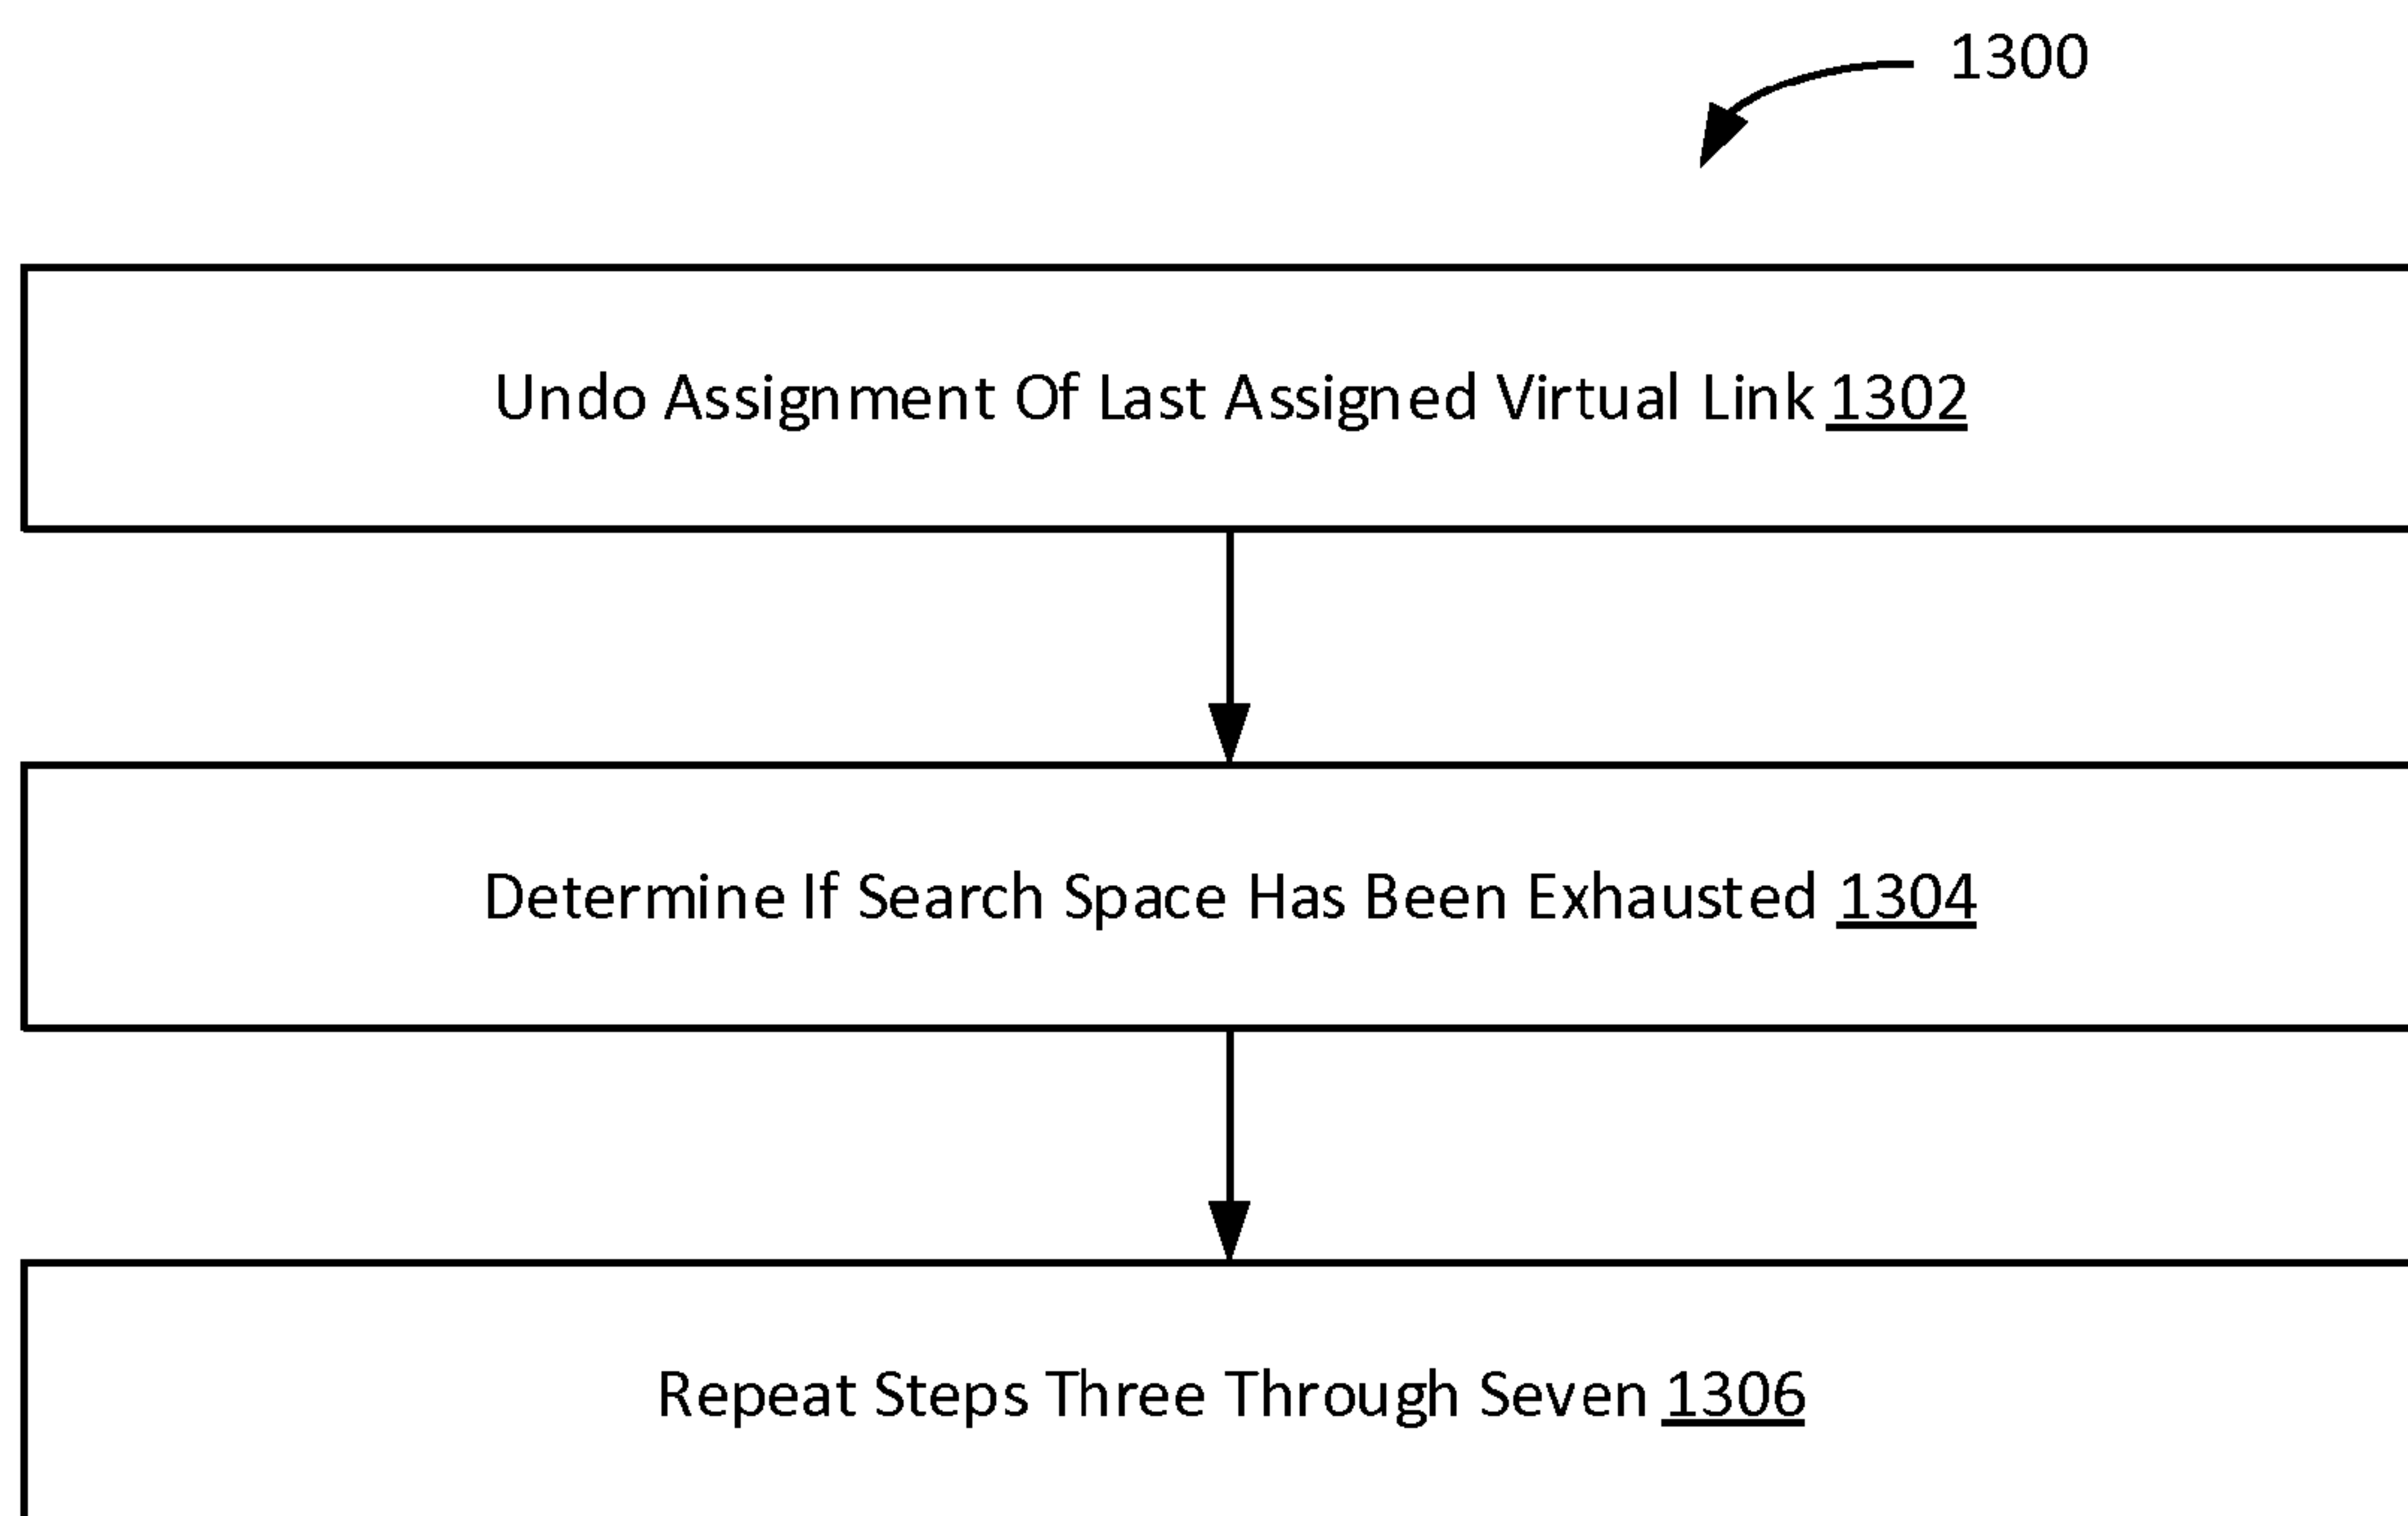 1300
Undo Assignment Of Last Assigned Virtual Link 1302
Determine If Search Space Has Been Exhausted 1304
Repeat Steps Three Through Seven 1306